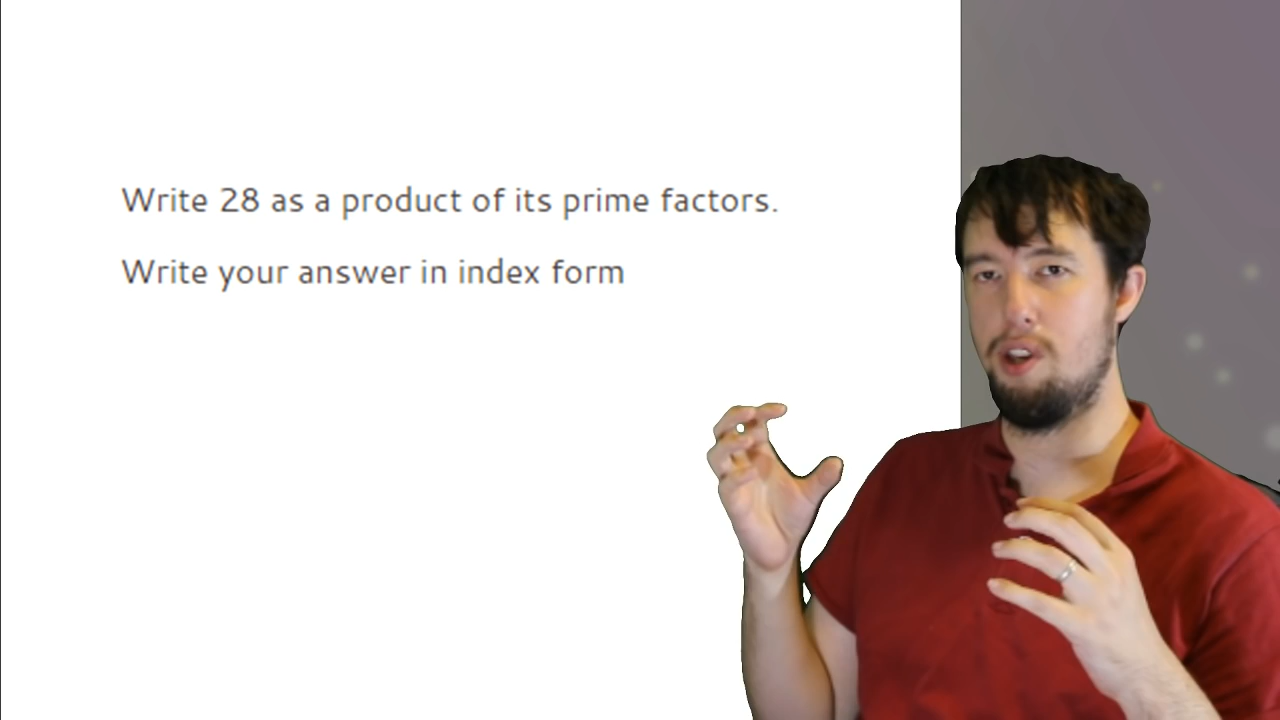 Write 28 as a product of its prime factors.
Write your answer in index form